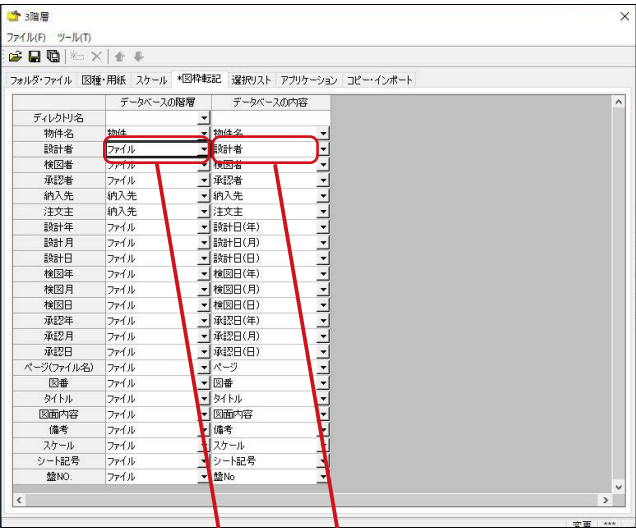 3階層
ファイル(F) ツール(T)
フォルダ・ファイル 図種・用紙 スケール *図枠転記 選択リスト アプリケーション コピー・インポート
データベースの階層 データベースの内容
ディレクトリ名
物件名 物件 物件名
設計者 ファイル 設計者
検図者 ファイル 検図者
承認者 ファイル 承認者
納入先 納入先 納入先
注文主 納入先 注文主
設計年 ファイル 設計日(年)
設計月 ファイル 設計日(月)
設計日 ファイル 設計日(日)
検図年 ファイル 検図日(年)
検図月 ファイル 検図日(月)
検図日 ファイル 検図日(日)
承認年 ファイル 承認日(年)
承認月 ファイル 承認日(月)
承認日 ファイル 承認日(日)
ページ(ファイル名) ファイル ページ
図番 ファイル 図番
タイトル ファイル タイトル
図面内容 ファイル 図面内容
備考 ファイル 備考
スケール ファイル スケール
シート記号 ファイル シート記号
盤NO. ファイル 盤No
変更 ***